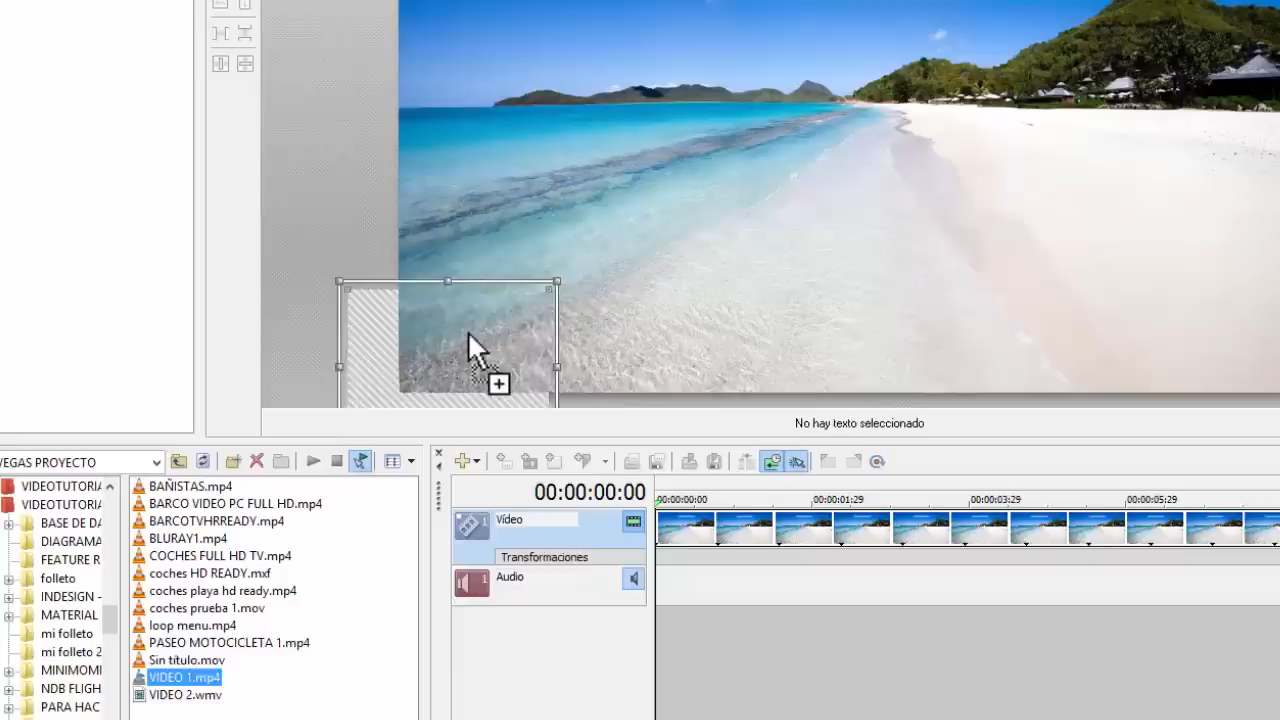 No hay texto seleccionado
VEGAS PROYECTO
VIDEOTUTORIA
VIDEOTUTORIA
BASE DE DA
DIAGRAMA
FEATURE R
folleto
INDESIGN -
MATERIAL
mi folleto
mi folleto 2
MINIMOMI
NDB FLIGH
PARA HAC
BAÑISTAS.mp4
BARCO VIDEO PC FULL HD.mp4
BARCOTVHRREADY.mp4
BLURAY1.mp4
COCHES FULL HD TV.mp4
coches HD READY.mxf
coches playa hd ready.mp4
coches prueba 1.mov
loop menu.mp4
PASEO MOTOCICLETA 1.mp4
Sin título.mov
VIDEO 1.mp4
VIDEO 2.wmv
00:00:00:00
00:00:00:00
00:00:01:29
00:00:03:29
00:00:05:29
1
Vídeo
Transformaciones
1
Audio